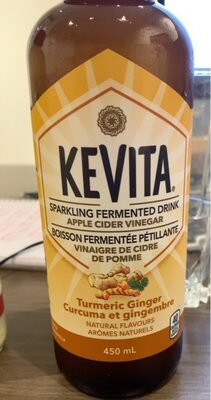 KEVITA®
SPARKLING FERMENTED DRINK
APPLE CIDER VINEGAR
BOISSON FERMENTÉE PÉTILLANTE
VINAIGRE DE CIDRE
DE POMME
Turmeric Ginger
Curcuma et gingembre
NATURAL FLAVOURS
ARÔMES NATURELS
450 mL